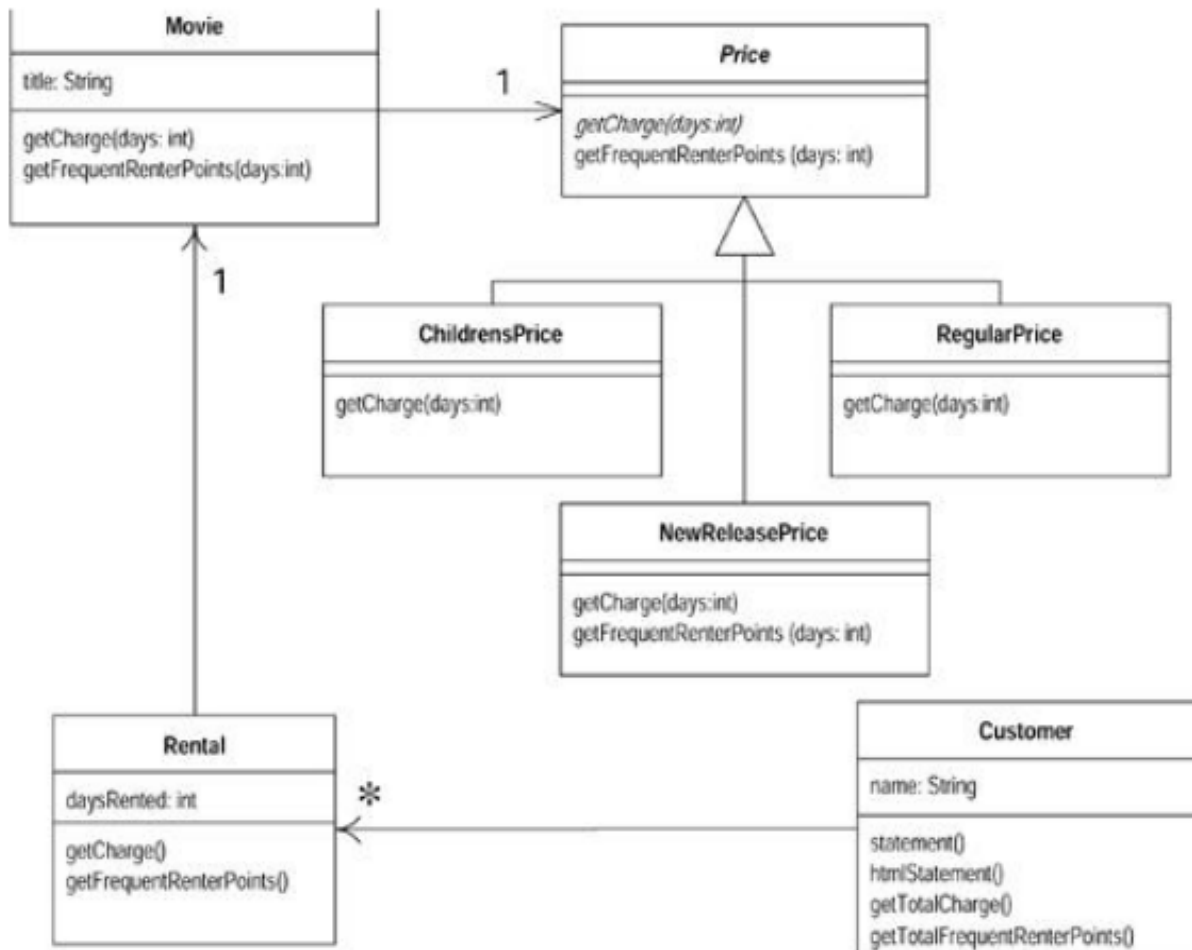 Movie
title: String
getCharge(days: int)
getFrequentRenterPoints(days:int)
1
Price
getCharge(days:int)
getFrequentRenterPoints (days: int)
1
ChildrensPrice
getCharge(days:int)
RegularPrice
getCharge(days:int)
NewReleasePrice
getCharge(days:int)
getFrequentRenterPoints (days: int)
Rental
daysRented: int
getCharge()
getFrequentRenterPoints()
*
Customer
name: String
statement()
htmlStatement()
getTotalCharge()
getTotalFrequentRenterPoints()